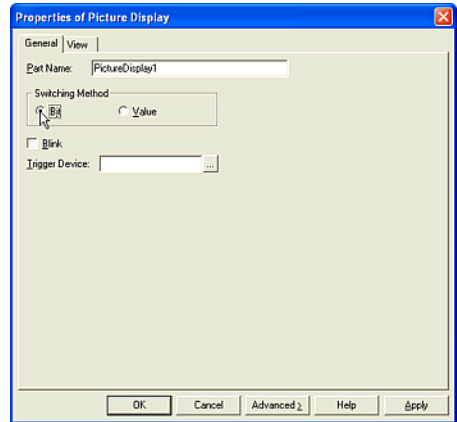 Properties of Picture Display
General View
Part Name: PictureDisplay1
Switching Method
Bit Value
Blink
Trigger Device: ...
OK Cancel Advanced > Help Apply